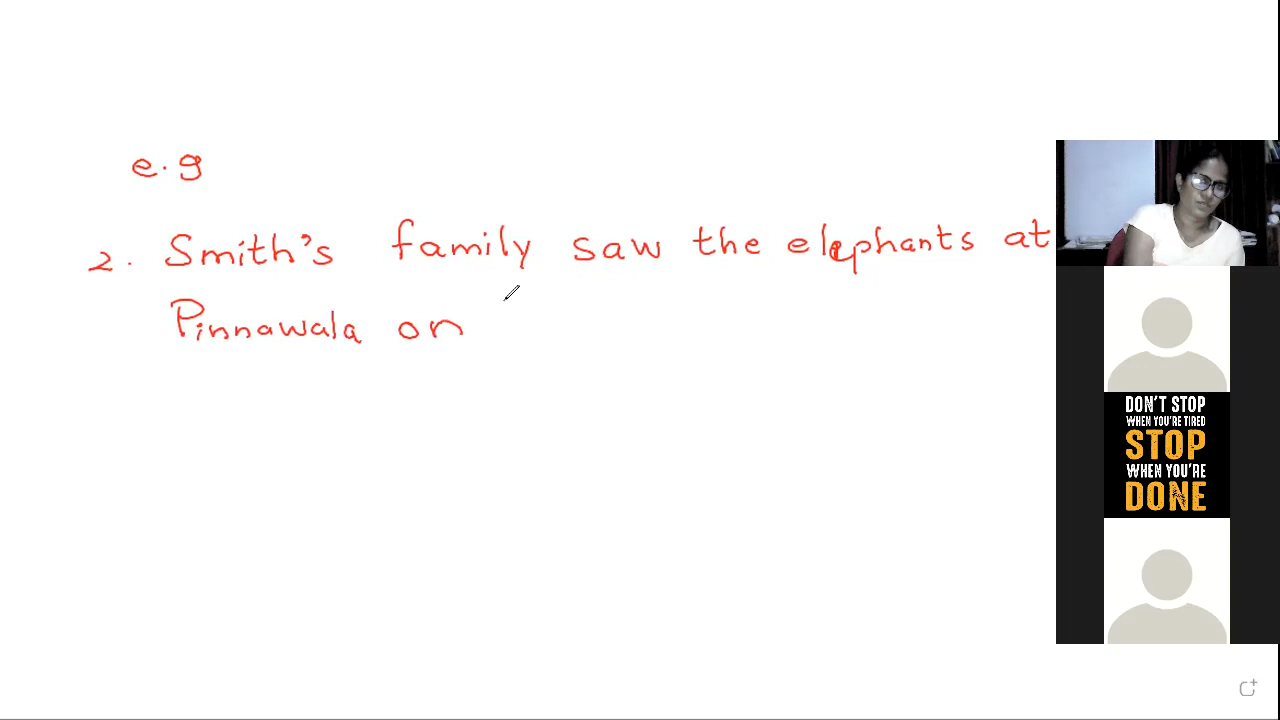 e.g
2. Smith's family saw the elephants at
Pinnawala on
DON'T STOP
WHEN YOU'RE TIRED
STOP
WHEN YOU'RE
DONE